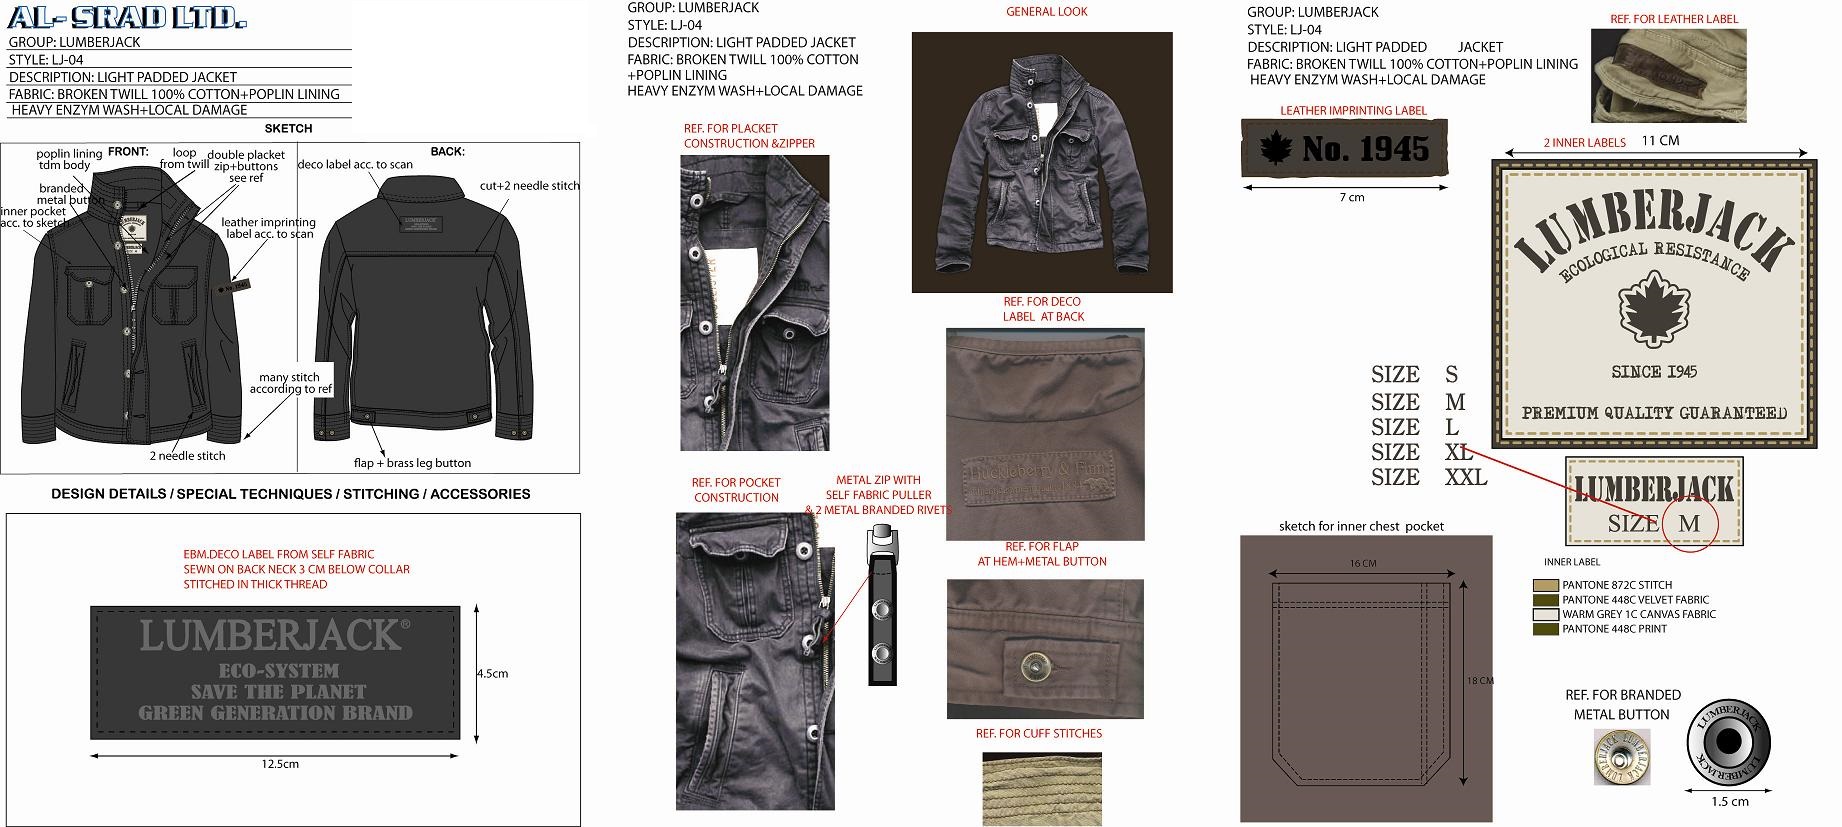 AL-SRAD LTD.
GROUP: LUMBERJACK
STYLE: LJ-04
DESCRIPTION: LIGHT PADDED JACKET
FABRIC: BROKEN TWILL 100% COTTON+POPLIN LINING
HEAVY ENZYM WASH+LOCAL DAMAGE
SKETCH
FRONT:
poplin lining
tdm body
loop
from twill
double placket
zip+buttons
see ref
branded
metal button
inner pocket
acc. to sketch
leather imprinting
label acc. to scan
No. 1945
many stitch
according to ref
2 needle stitch
BACK:
deco label acc. to scan
cut+2 needle stitch
LUMBERJACK
flap + brass leg button
DESIGN DETAILS / SPECIAL TECHNIQUES / STITCHING / ACCESSORIES
EBM.DECO LABEL FROM SELF FABRIC
SEWN ON BACK NECK 3 CM BELOW COLLAR
STITCHED IN THICK THREAD
LUMBERJACK®
ECO-SYSTEM
SAVE THE PLANET
GREEN GENERATION BRAND
4.5cm
12.5cm
GROUP: LUMBERJACK
STYLE: LJ-04
DESCRIPTION: LIGHT PADDED JACKET
FABRIC: BROKEN TWILL 100% COTTON
+POPLIN LINING
HEAVY ENZYM WASH+LOCAL DAMAGE
REF. FOR PLACKET
CONSTRUCTION &ZIPPER
GENERAL LOOK
REF. FOR DECO
LABEL AT BACK
Huckleberry & Finn
REF. FOR POCKET
CONSTRUCTION
METAL ZIP WITH
SELF FABRIC PULLER
& 2 METAL BRANDED RIVETS
REF. FOR FLAP
AT HEM+METAL BUTTON
REF. FOR CUFF STITCHES
GROUP: LUMBERJACK
STYLE: LJ-04
DESCRIPTION: LIGHT PADDED JACKET
FABRIC: BROKEN TWILL 100% COTTON+POPLIN LINING
HEAVY ENZYM WASH+LOCAL DAMAGE
REF. FOR LEATHER LABEL
LEATHER IMPRINTING LABEL
No. 1945
7 cm
2 INNER LABELS
11 CM
LUMBERJACK
ECOLOGICAL RESISTANCE
SINCE 1945
PREMIUM QUALITY GUARANTEED
SIZE S
SIZE M
SIZE L
SIZE XL
SIZE XXL
LUMBERJACK
SIZE M
sketch for inner chest pocket
16 CM
18 CM
INNER LABEL
PANTONE 872C STITCH
PANTONE 448C VELVET FABRIC
WARM GREY 1C CANVAS FABRIC
PANTONE 448C PRINT
REF. FOR BRANDED
METAL BUTTON
LUMBERJACK LUMBERJACK
LUMBERJACK
LUMBERJACK
1.5 cm